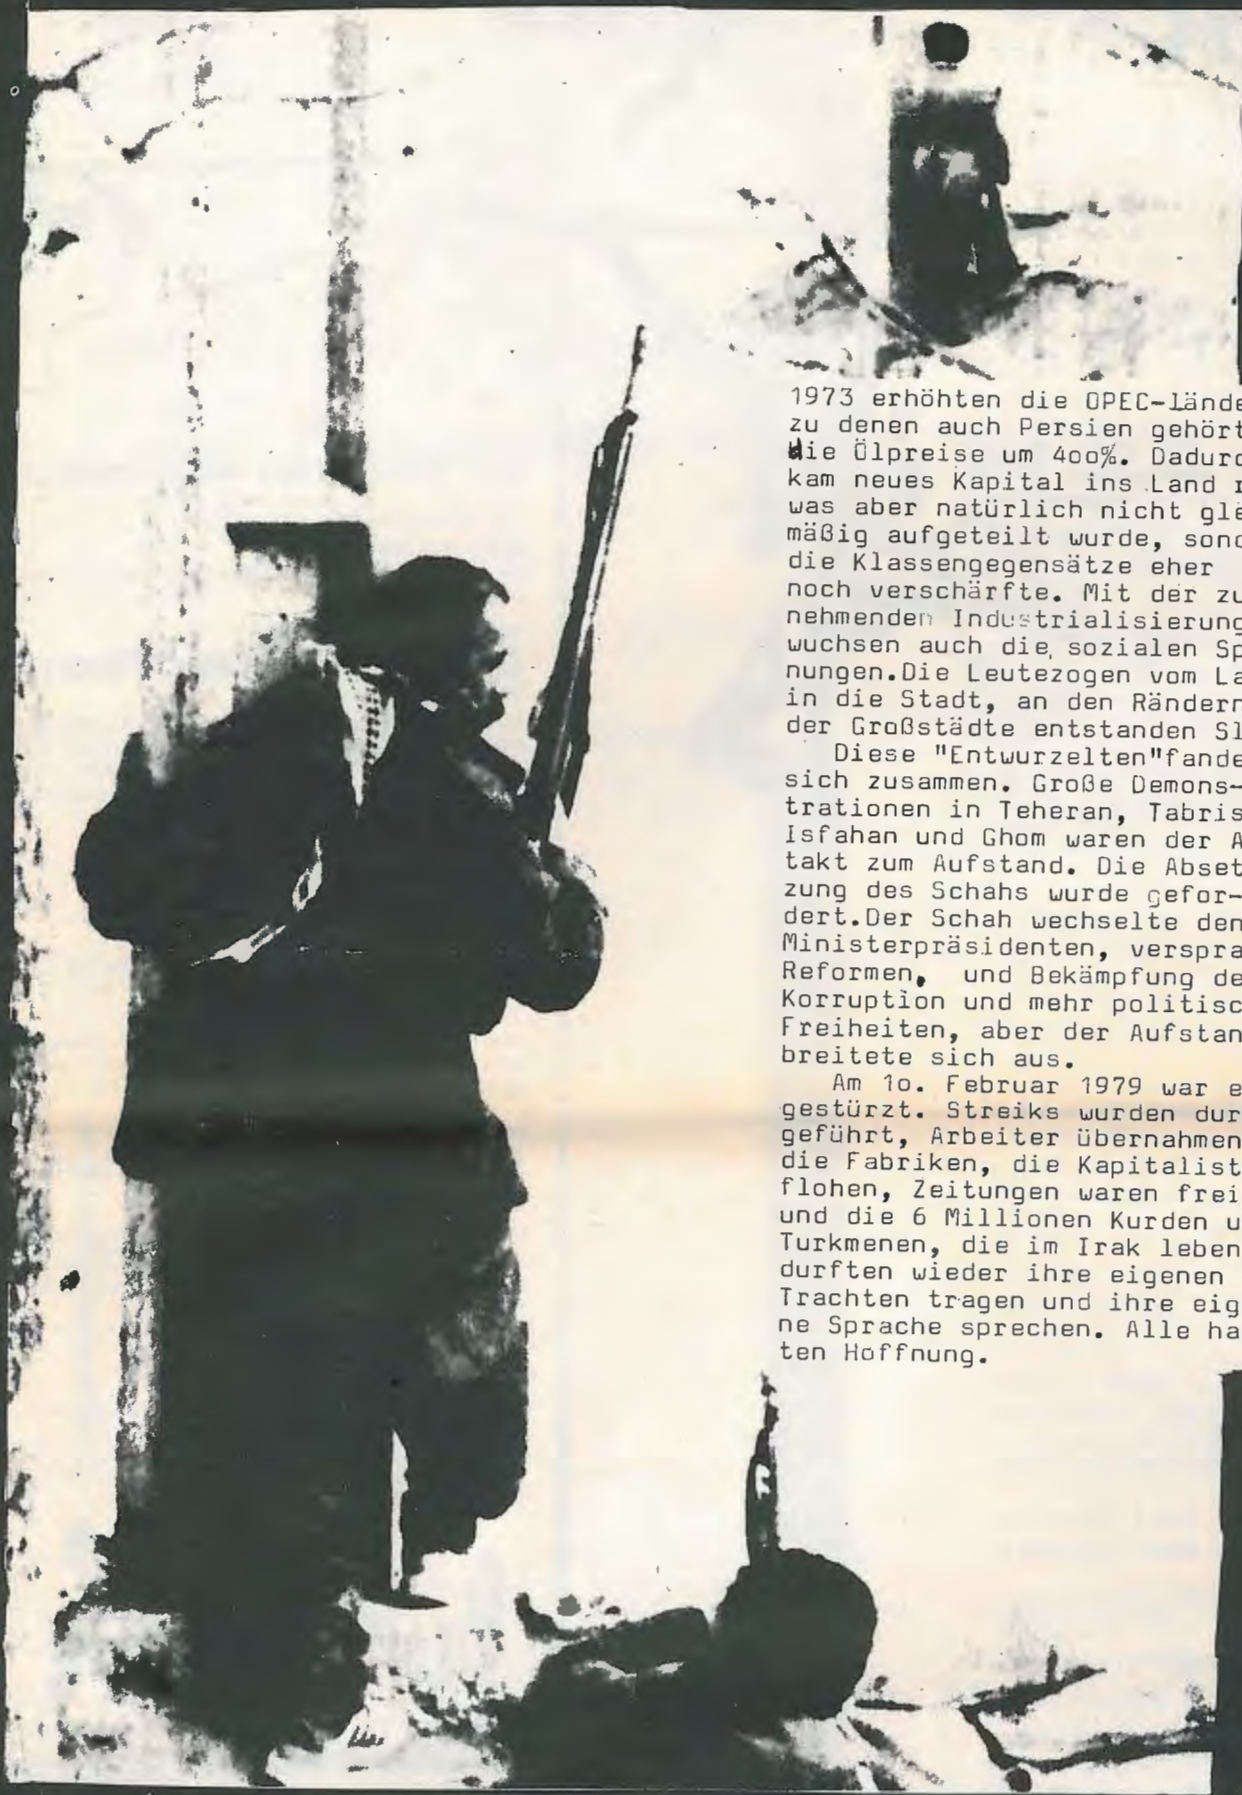 1973 erhöhten die OPEC-Lände
zu denen auch Persien gehört
die Ölpreise um 4oo%. Dadurc
kam neues Kapital ins Land r
was aber natürlich nicht gle
mäßig aufgeteilt wurde, sond
die Klassengegensätze eher
noch verschärfte. Mit der zu
nehmenden Industrialisierung
wuchsen auch die sozialen Sp
nungen.Die Leutezogen vom La
in die Stadt, an den Rändern
der Großstädte entstanden Sl
Diese "Entwurzelten"fande
sich zusammen. Große Demons-
trationen in Teheran, Tabris
Isfahan und Ghom waren der A
takt zum Aufstand. Die Abset
zung des Schahs wurde gefor-
dert.Der Schah wechselte den
Ministerpräsidenten, verspra
Reformen, und Bekämpfung de
Korruption und mehr politisc
Freiheiten, aber der Aufstan
breitete sich aus.
Am 1o. Februar 1979 war e
gestürzt. Streiks wurden dur
geführt, Arbeiter übernahmen
die Fabriken, die Kapitalist
flohen, Zeitungen waren frei
und die 6 Millionen Kurden u
Turkmenen, die im Irak leben
durften wieder ihre eigenen
Trachten tragen und ihre eig
ne Sprache sprechen. Alle ha
ten Hoffnung.